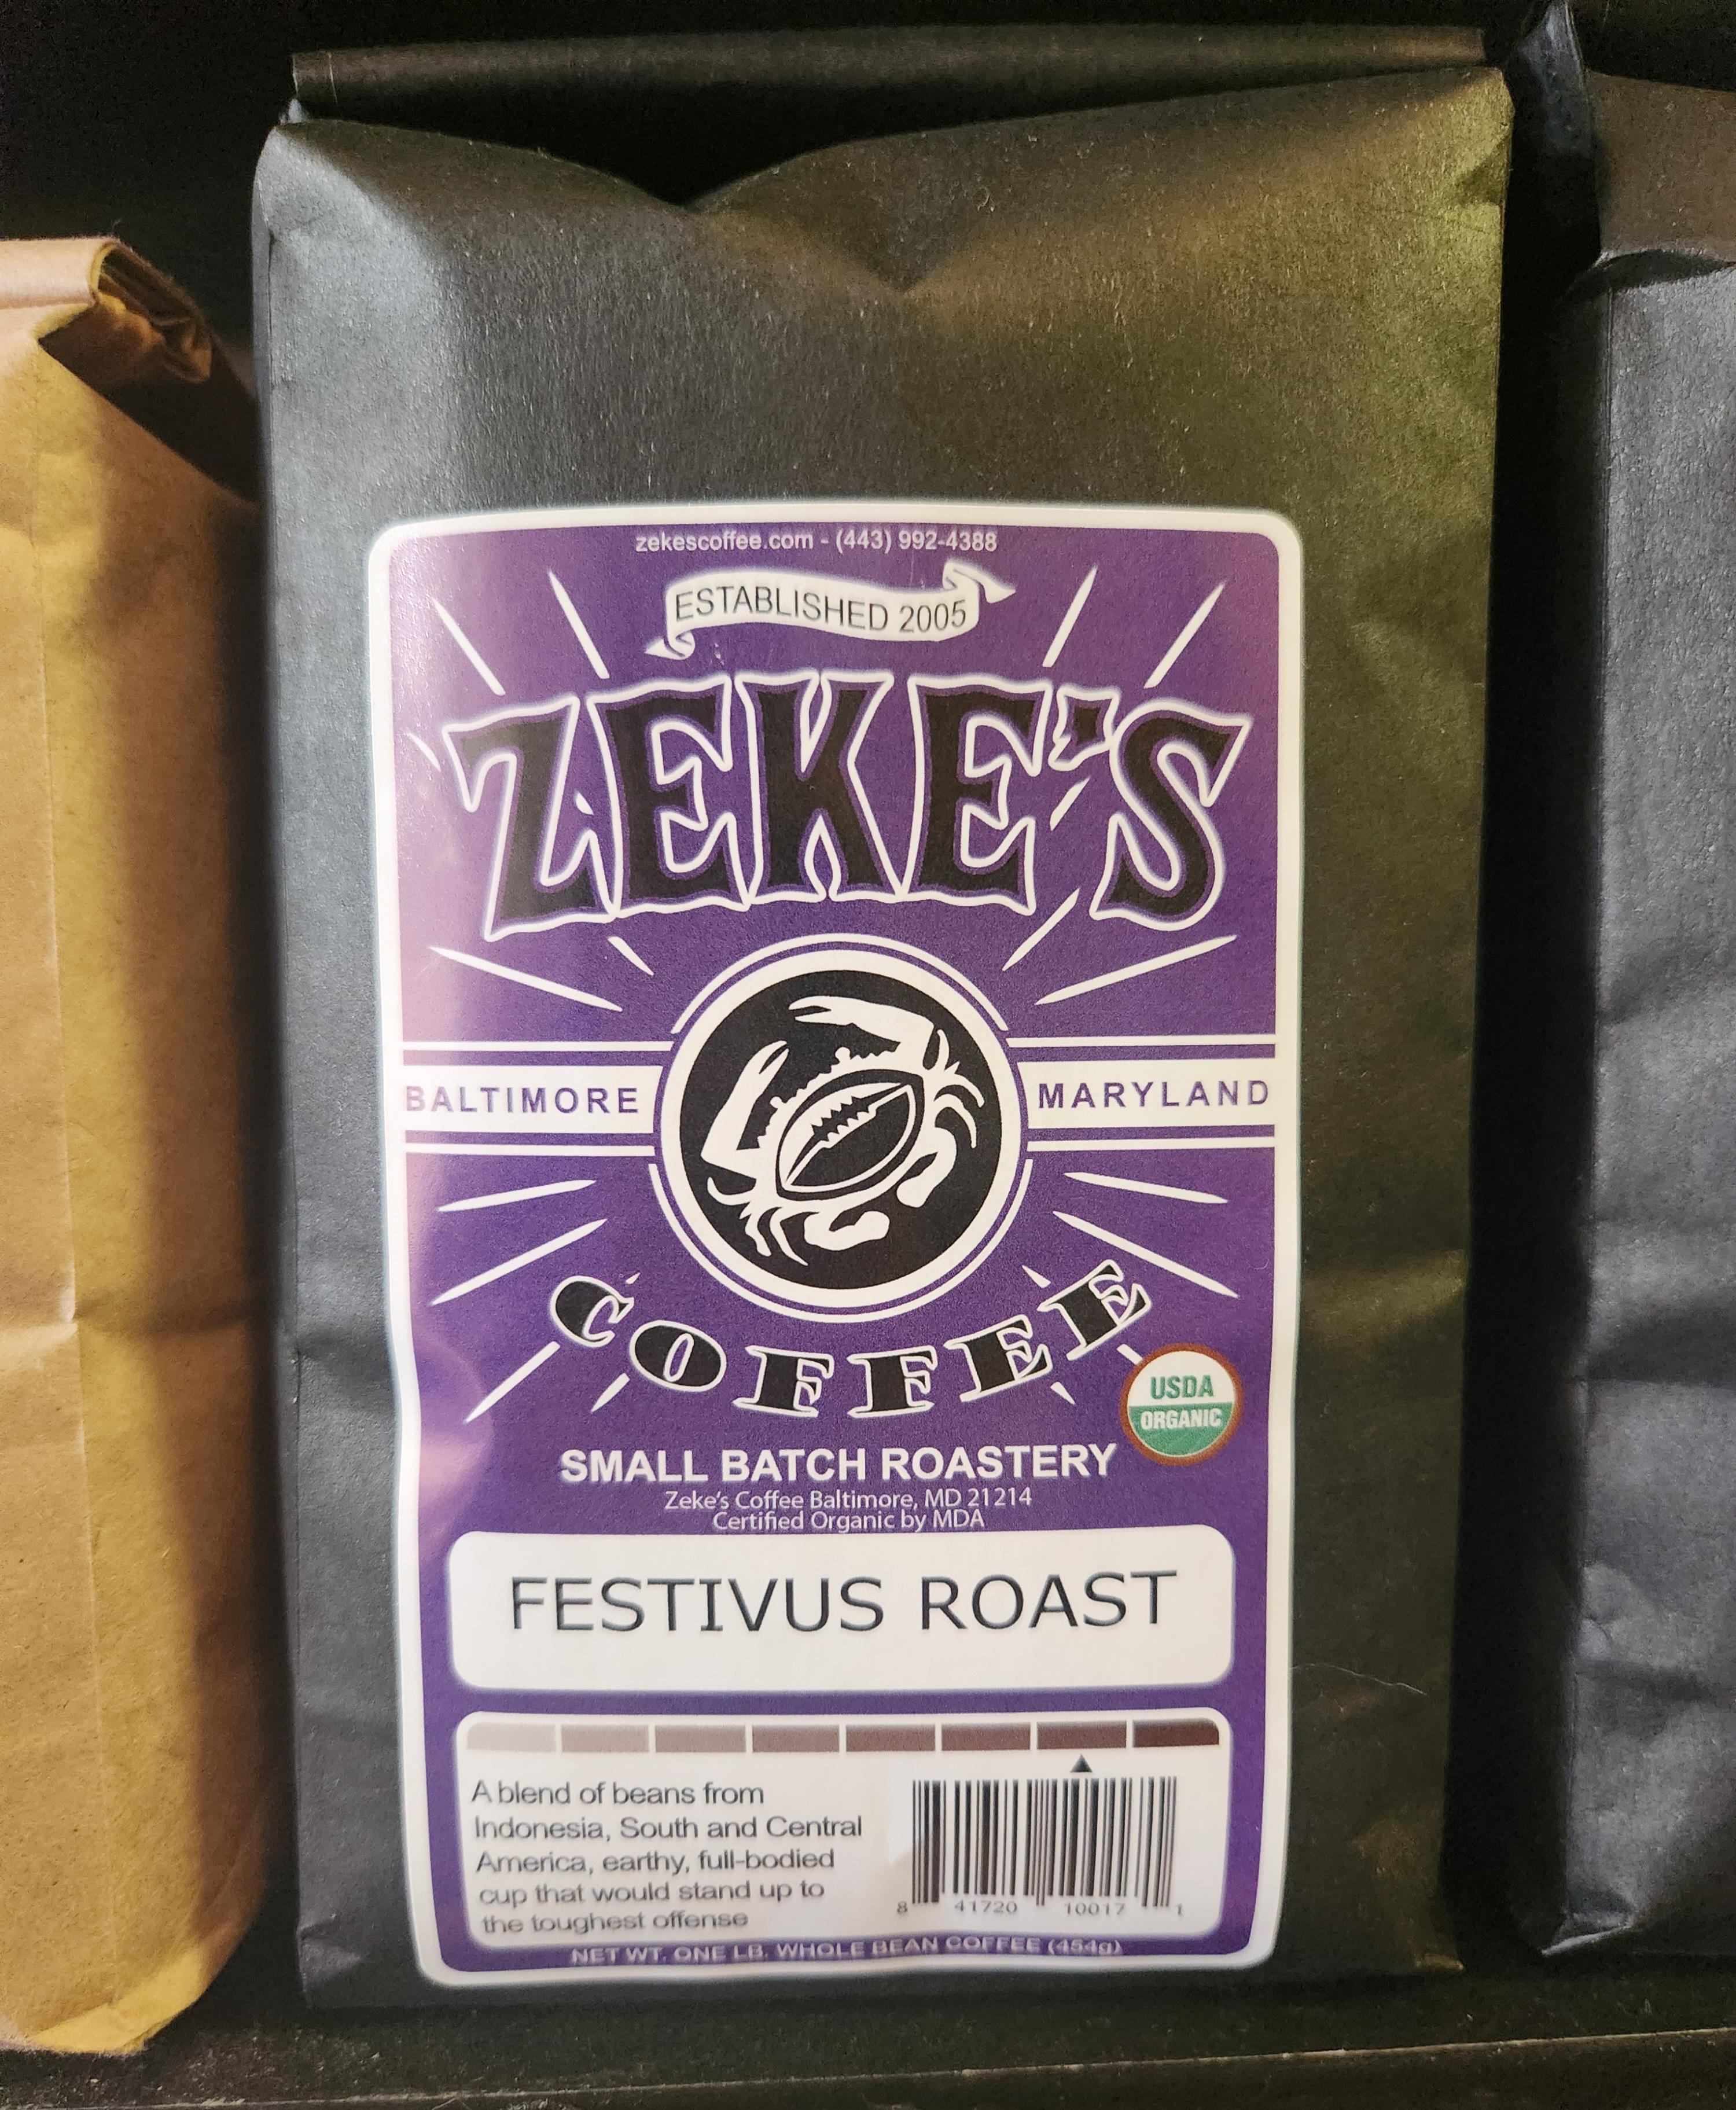 zekescoffee.com - (443) 992-4388
ESTABLISHED 2005
ZEKE'S
BALTIMORE
MARYLAND
COFFEE
USDA
ORGANIC
SMALL BATCH ROASTERY
Zeke's Coffee Baltimore, MD 21214
Certified Organic by MDA
FESTIVUS ROAST
A blend of beans from
Indonesia, South and Central
America, earthy, full-bodied
cup that would stand up to
the toughest offense
8 41720 10017 1
NET WT. ONE LB. WHOLE BEAN COFFEE (454g)